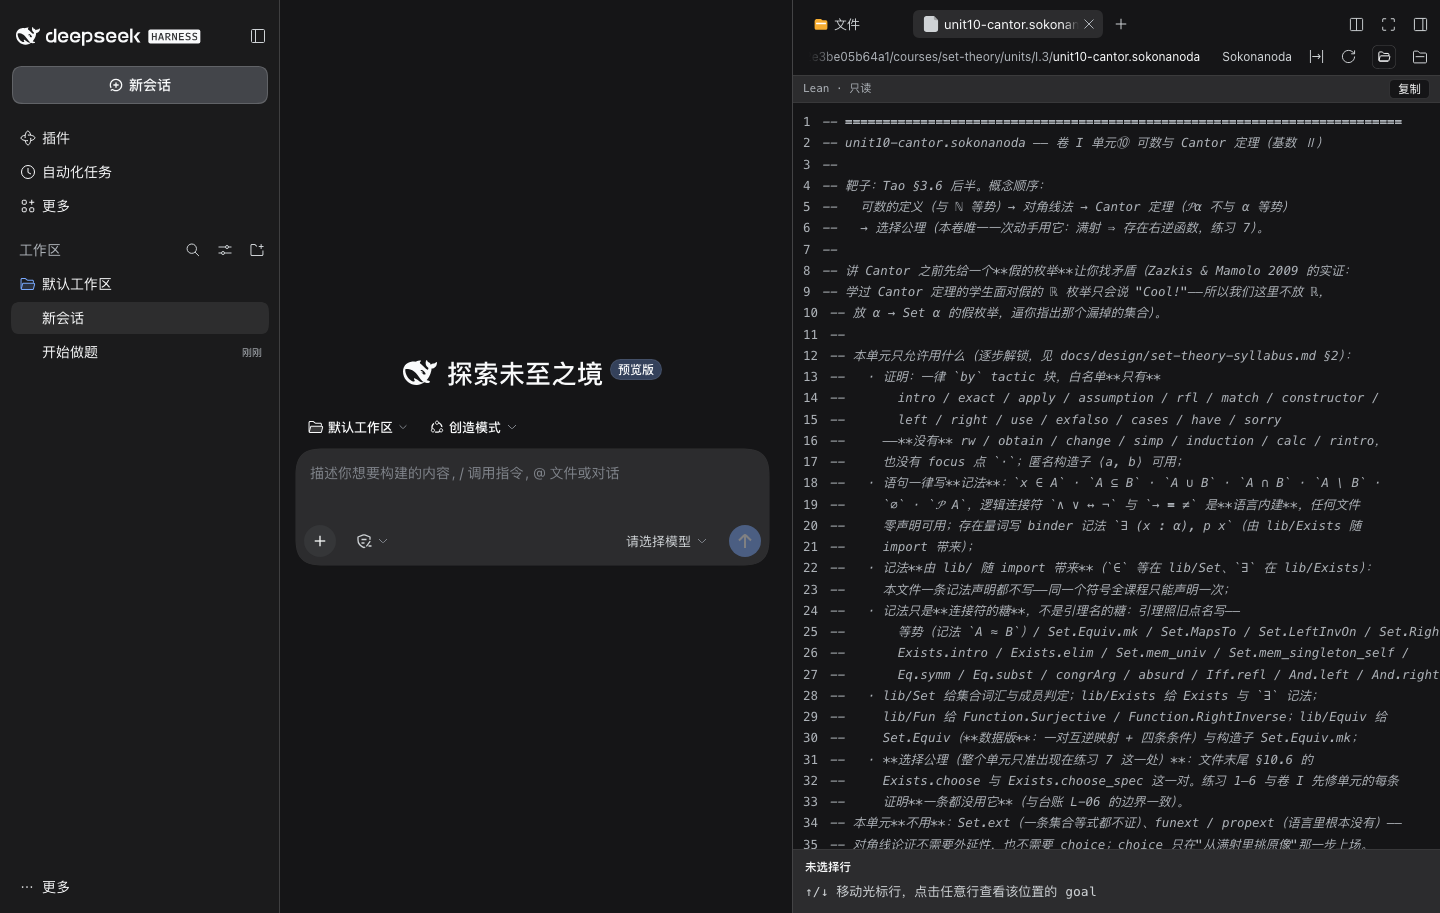 deepseek HARNESS
新会话
插件
自动化任务
更多
工作区
默认工作区
新会话
开始做题 刚刚
更多
探索未至之境 预览版
默认工作区 创造模式
描述你想要构建的内容, / 调用指令, @ 文件或对话
请选择模型
文件 unit10-cantor.sokonan
e3be05b64a1/courses/set-theory/units/I.3/unit10-cantor.sokonanoda Sokonanoda
Lean · 只读 复制
1 -- ==========================================================================
2 -- unit10-cantor.sokonanoda —— 卷 I 单元⑩ 可数与 Cantor 定理（基数 Ⅱ）
3 --
4 -- 靶子：Tao §3.6 后半。概念顺序：
5 --   可数的定义（与 ℕ 等势）→ 对角线法 → Cantor 定理（𝒫α 不与 α 等势）
6 --   → 选择公理（本卷唯一一次动手用它：满射 ⇒ 存在右逆函数，练习 7）。
7 --
8 -- 讲 Cantor 之前先给一个**假的枚举**让你找矛盾（Zazkis & Mamolo 2009 的实证：
9 -- 学过 Cantor 定理的学生面对假的 ℝ 枚举只会说 "Cool!"——所以我们这里不放 ℝ，
10 -- 放 α → Set α 的假枚举，逼你指出那个漏掉的集合）。
11 --
12 -- 本单元只允许用什么（逐步解锁，见 docs/design/set-theory-syllabus.md §2）：
13 --   · 证明：一律 `by` tactic 块，白名单**只有**
14 --       intro / exact / apply / assumption / rfl / match / constructor /
15 --       left / right / use / exfalso / cases / have / sorry
16 --     ——**没有** rw / obtain / change / simp / induction / calc / rintro，
17 --     也没有 focus 点 `·`；匿名构造子 ⟨a, b⟩ 可用；
18 --   · 语句一律写**记法**：`x ∈ A` · `A ⊆ B` · `A ∪ B` · `A ∩ B` · `A \ B` ·
19 --     `∅` · `𝒫 A`，逻辑连接符 `∧ ∨ ↔ ¬` 与 `→ = ≠` 是**语言内建**，任何文件
20 --     零声明可用；存在量词写 binder 记法 `∃ (x : α), p x`（由 lib/Exists 随
21 --     import 带来）；
22 --   · 记法**由 lib/ 随 import 带来**（`∈` 等在 lib/Set、`∃` 在 lib/Exists）：
23 --     本文件一条记法声明都不写——同一个符号全课程只能声明一次；
24 --   · 记法只是**连接符的糖**，不是引理名的糖：引理照旧点名写——
25 --       等势（记法 `A ≈ B`）/ Set.Equiv.mk / Set.MapsTo / Set.LeftInvOn / Set.Righ
26 --       Exists.intro / Exists.elim / Set.mem_univ / Set.mem_singleton_self /
27 --       Eq.symm / Eq.subst / congrArg / absurd / Iff.refl / And.left / And.right
28 --   · lib/Set 给集合词汇与成员判定；lib/Exists 给 Exists 与 `∃` 记法；
29 --     lib/Fun 给 Function.Surjective / Function.RightInverse；lib/Equiv 给
30 --     Set.Equiv（**数据版**：一对互逆映射 + 四条条件）与构造子 Set.Equiv.mk；
31 --   · **选择公理（整个单元只准出现在练习 7 这一处）**：文件末尾 §10.6 的
32 --     Exists.choose 与 Exists.choose_spec 这一对。练习 1–6 与卷 I 先修单元的每条
33 --     证明**一条都没用它**（与台账 L-06 的边界一致）。
34 -- 本单元**不用**：Set.ext（一条集合等式都不证）、funext / propext（语言里根本没有）——
35 -- 对角线论证不需要外延性，也不需要 choice；choice 只在"从满射里挑原像"那一步上场。
未选择行
↑/↓ 移动光标行，点击任意行查看该位置的 goal